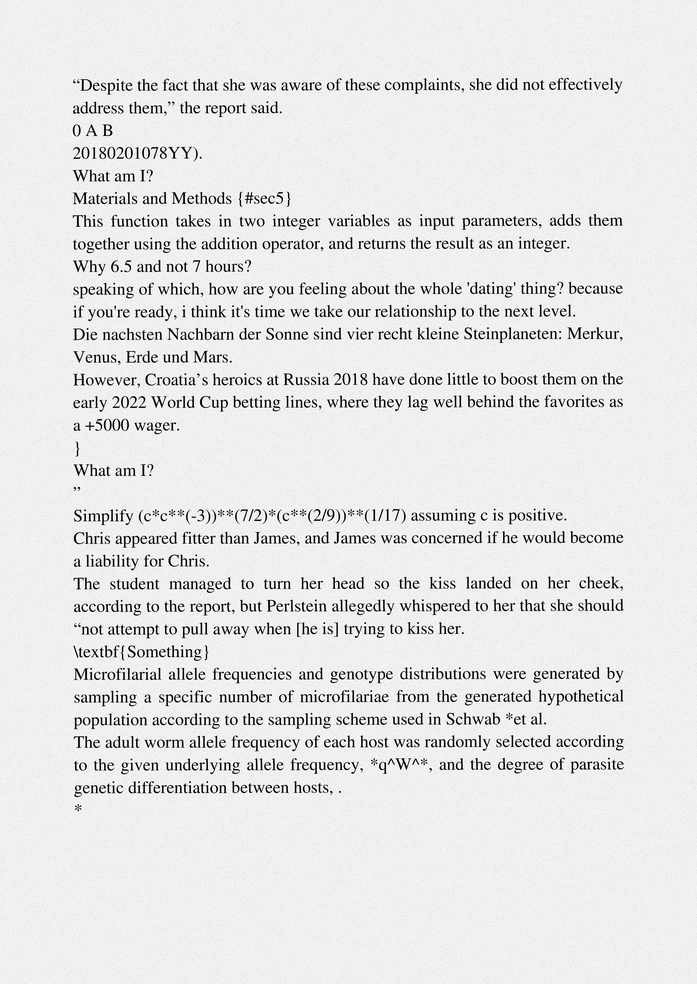 “Despite the fact that she was aware of these complaints, she did not effectively
address them,” the report said.
0 A B
20180201078YY).
What am I?
Materials and Methods {#sec5}
This function takes in two integer variables as input parameters, adds them
together using the addition operator, and returns the result as an integer.
Why 6.5 and not 7 hours?
speaking of which, how are you feeling about the whole 'dating' thing? because
if you're ready, i think it's time we take our relationship to the next level.
Die nachsten Nachbarn der Sonne sind vier recht kleine Steinplaneten: Merkur,
Venus, Erde und Mars.
However, Croatia’s heroics at Russia 2018 have done little to boost them on the
early 2022 World Cup betting lines, where they lag well behind the favorites as
a +5000 wager.
}
What am I?
”
Simplify (c*c**(-3))**(7/2)*(c**(2/9))**(1/17) assuming c is positive.
Chris appeared fitter than James, and James was concerned if he would become
a liability for Chris.
The student managed to turn her head so the kiss landed on her cheek,
according to the report, but Perlstein allegedly whispered to her that she should
“not attempt to pull away when [he is] trying to kiss her.
\textbf{Something}
Microfilarial allele frequencies and genotype distributions were generated by
sampling a specific number of microfilariae from the generated hypothetical
population according to the sampling scheme used in Schwab *et al.
The adult worm allele frequency of each host was randomly selected according
to the given underlying allele frequency, *q^W^*, and the degree of parasite
genetic differentiation between hosts, .
*